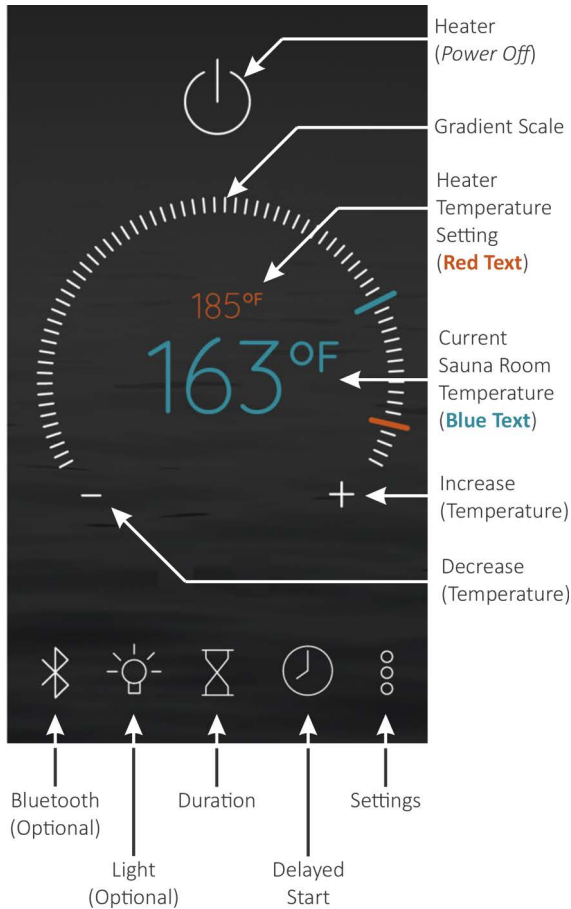 Heater
(Power Off)
Gradient Scale
Heater
Temperature
Setting
(Red Text)
185°F
163°F
Current
Sauna Room
Temperature
(Blue Text)
Increase
(Temperature)
Decrease
(Temperature)
Bluetooth
(Optional)
Duration
Settings
Light
(Optional)
Delayed
Start